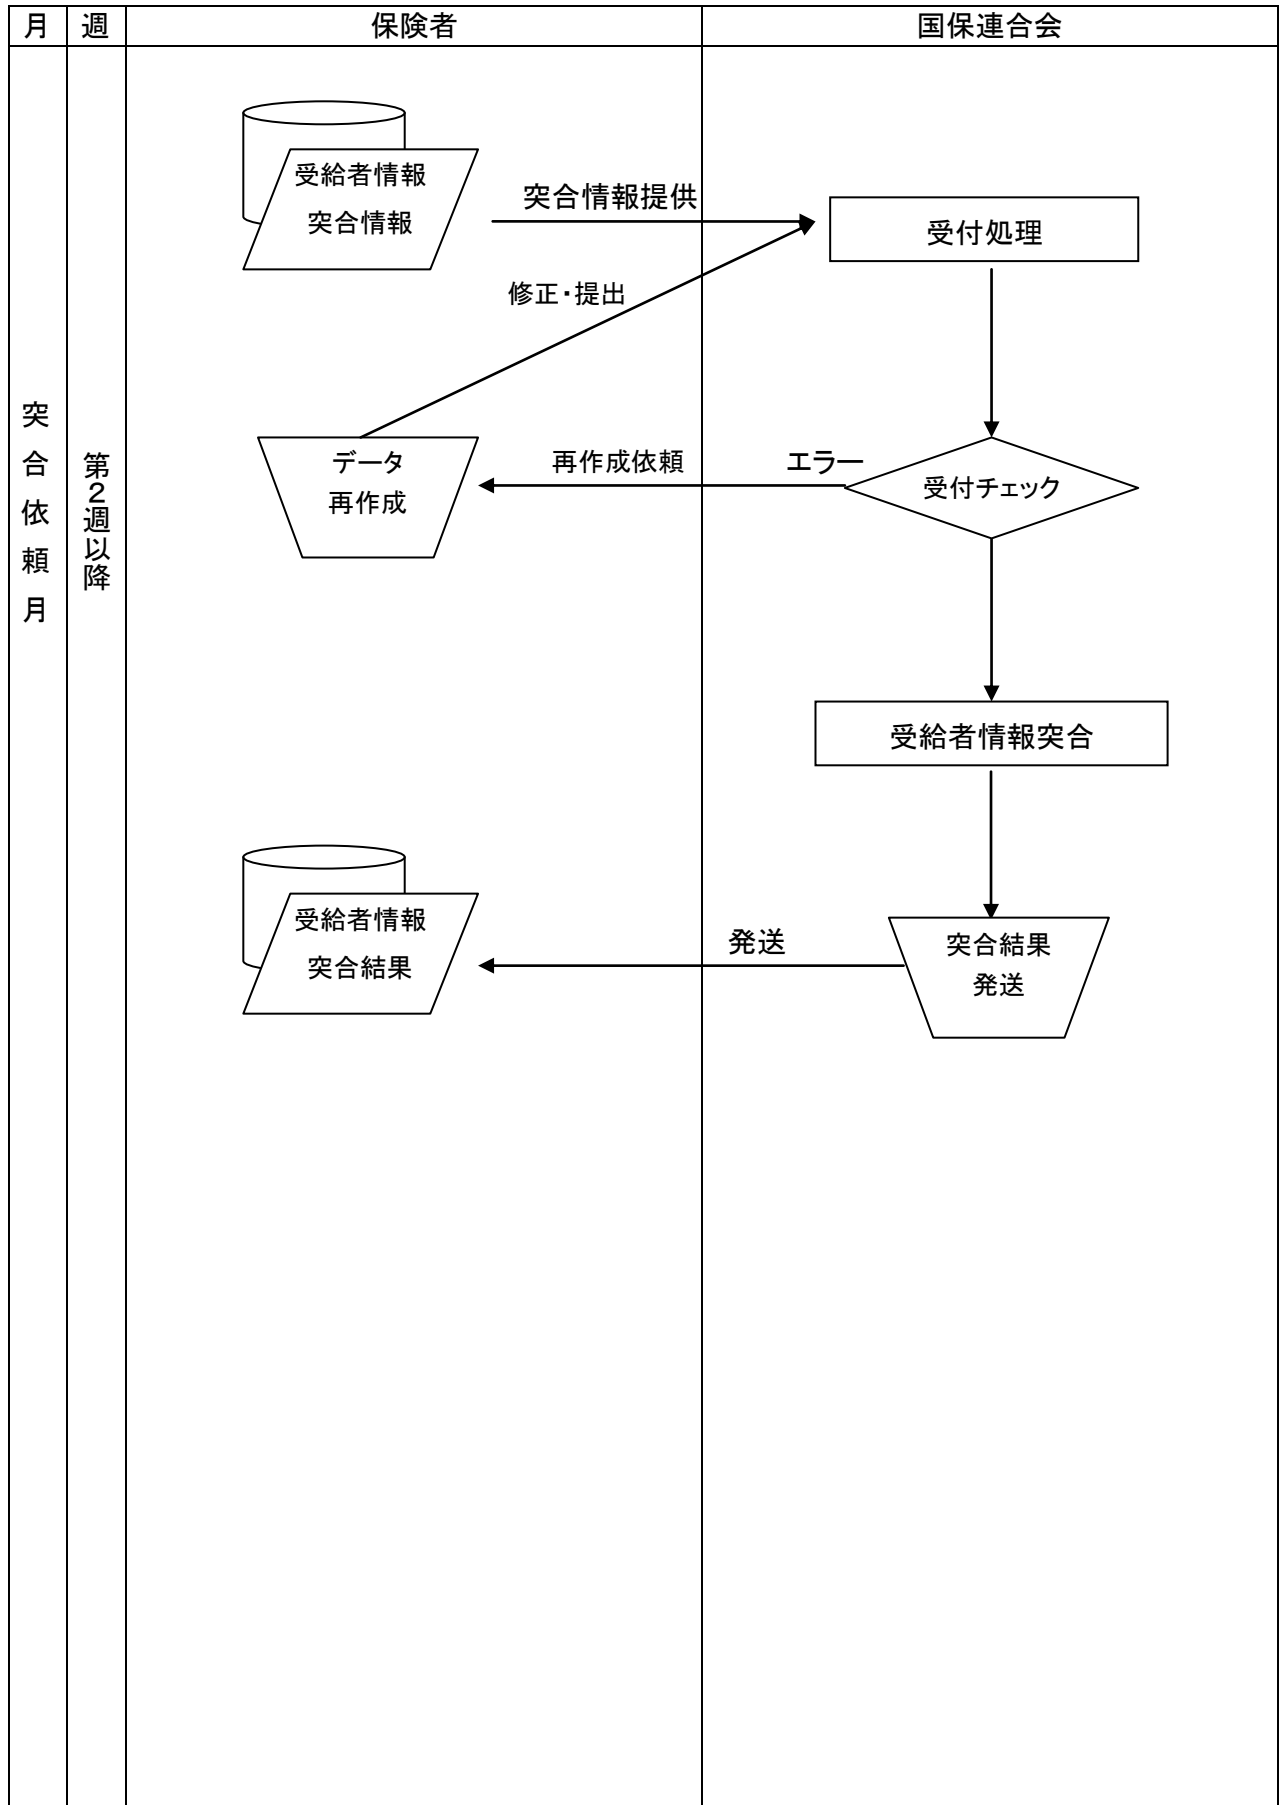 月
週
保険者
国保連合会
突合依頼月
第2週以降
受給者情報
突合情報
突合情報提供
受付処理
修正・提出
データ
再作成
再作成依頼
エラー
受付チェック
受給者情報突合
受給者情報
突合結果
発送
突合結果
発送